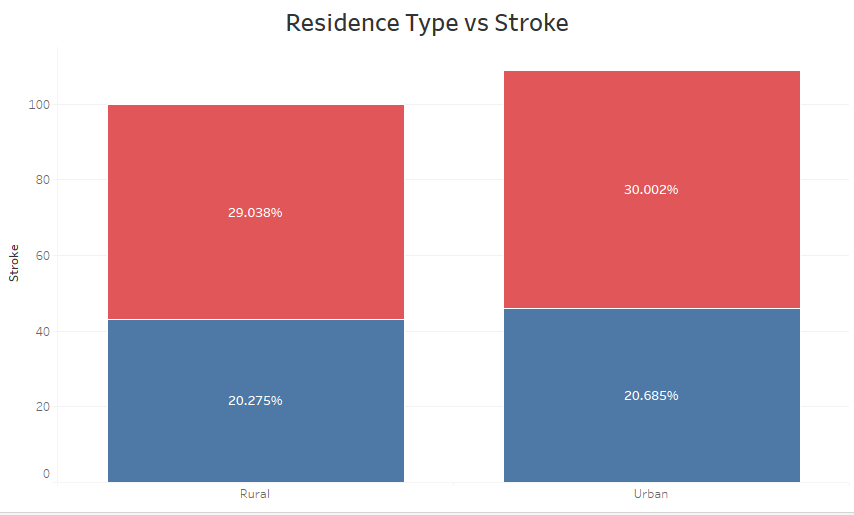 Residence Type vs Stroke
Stroke
100
80
60
40
20
0
29.038%
20.275%
30.002%
20.685%
Rural
Urban